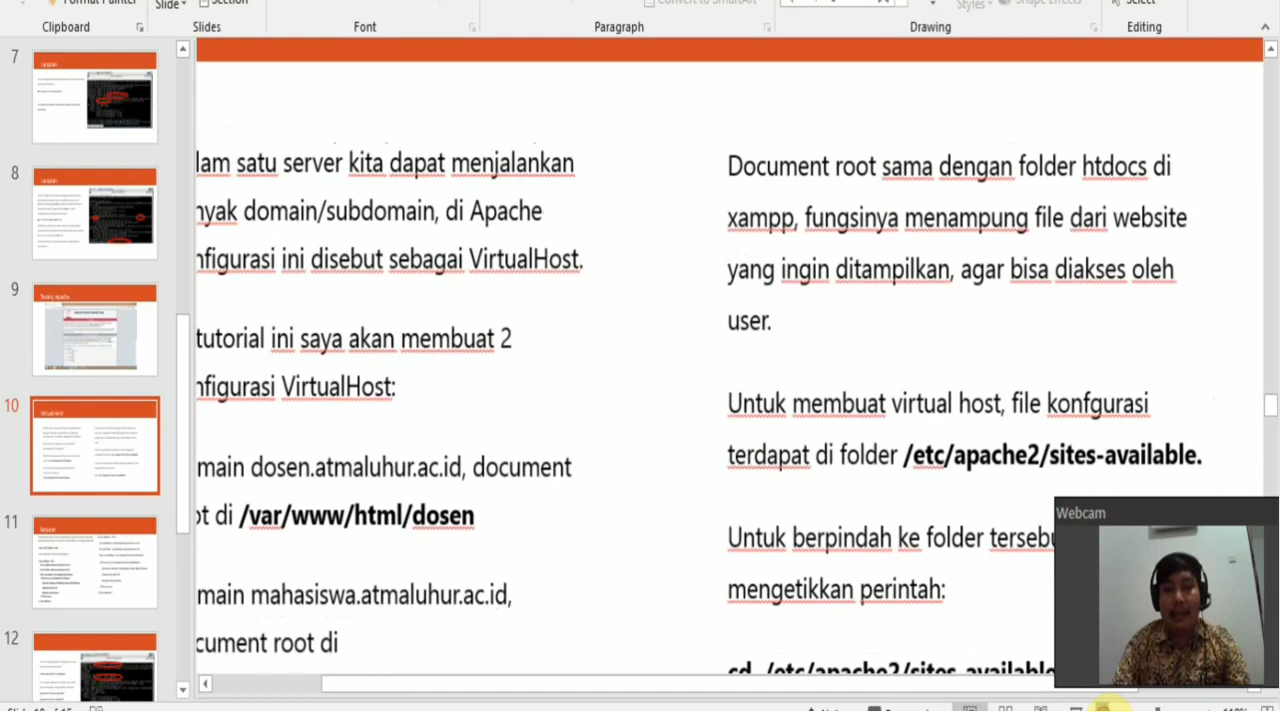 Clipboard
Slides
Font
Paragraph
Drawing
Editing
7
8
9
10
11
12
lam satu server kita dapat menjalankan
nyak domain/subdomain, di Apache
nfigurasi ini disebut sebagai VirtualHost.
tutorial ini saya akan membuat 2
nfigurasi VirtualHost:
main dosen.atmaluhur.ac.id, document
ot di /var/www/html/dosen
main mahasiswa.atmaluhur.ac.id,
cument root di
Document root sama dengan folder htdocs di
xampp, fungsinya menampung file dari website
yang ingin ditampilkan, agar bisa diakses oleh
user.
Untuk membuat virtual host, file konfgurasi
terdapat di folder /etc/apache2/sites-available.
Untuk berpindah ke folder tersebu
mengetikkan perintah:
cd /etc/apache2/sites-available
Webcam